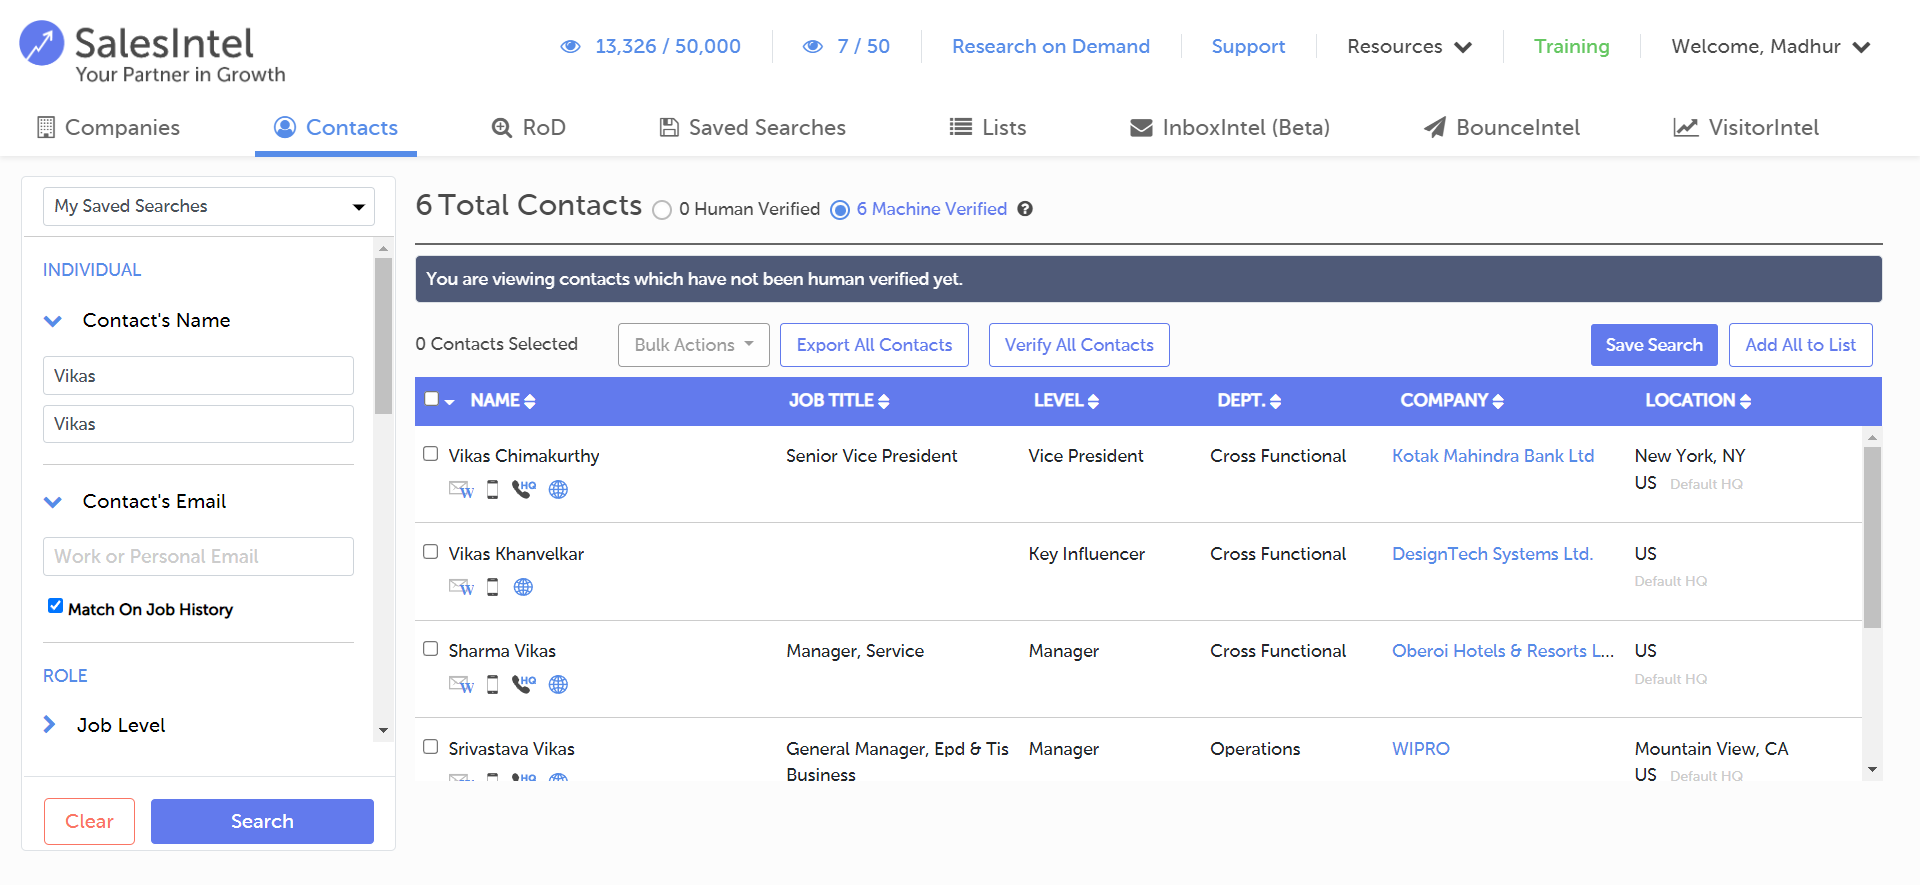 SalesIntel
Your Partner in Growth
13,326 / 50,000
7 / 50
Research on Demand
Support
Resources
Training
Welcome, Madhur
Companies
Contacts
RoD
Saved Searches
Lists
InboxIntel (Beta)
BounceIntel
VisitorIntel
My Saved Searches
INDIVIDUAL
Contact's Name
Vikas
Vikas
Contact's Email
Work or Personal Email
Match On Job History
ROLE
Job Level
Clear
Search
6 Total Contacts
0 Human Verified
6 Machine Verified
You are viewing contacts which have not been human verified yet.
0 Contacts Selected
Bulk Actions
Export All Contacts
Verify All Contacts
Save Search
Add All to List
NAME JOB TITLE LEVEL DEPT. COMPANY LOCATION
Vikas Chimakurthy Senior Vice President Vice President Cross Functional Kotak Mahindra Bank Ltd New York, NY
W HQ US Default HQ
Vikas Khanvelkar Key Influencer Cross Functional DesignTech Systems Ltd. US
W Default HQ
Sharma Vikas Manager, Service Manager Cross Functional Oberoi Hotels & Resorts L... US
W HQ Default HQ
Srivastava Vikas General Manager, Epd & Tis Manager Operations WIPRO Mountain View, CA
HQ Business US Default HQ